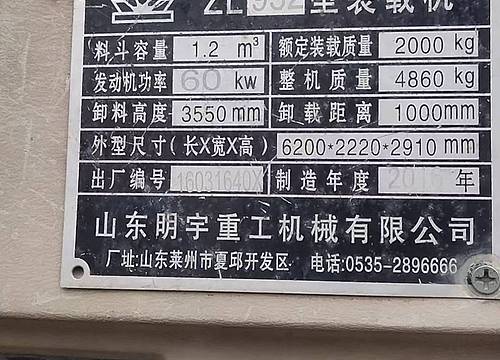 ZL 932 型装载机
料斗容量 1.2 m³ 额定装载质量 2000 kg
发动机功率 60 kw 整机质量 4860 kg
卸料高度 3550 mm 卸载距离 1000mm
外型尺寸(长X宽X高) 6200*2220*2910 mm
出厂编号 16031640X 制造年度 年
山东明宇重工机械有限公司
厂址:山东莱州市夏邱开发区 电话:0535-2896666